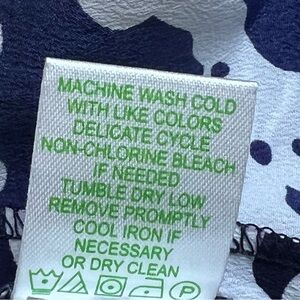 MACHINE WASH COLD
WITH LIKE COLORS
DELICATE CYCLE
NON-CHLORINE BLEACH
IF NEEDED
TUMBLE DRY LOW
REMOVE PROMPTLY
COOL IRON IF
NECESSARY
OR DRY CLEAN
P